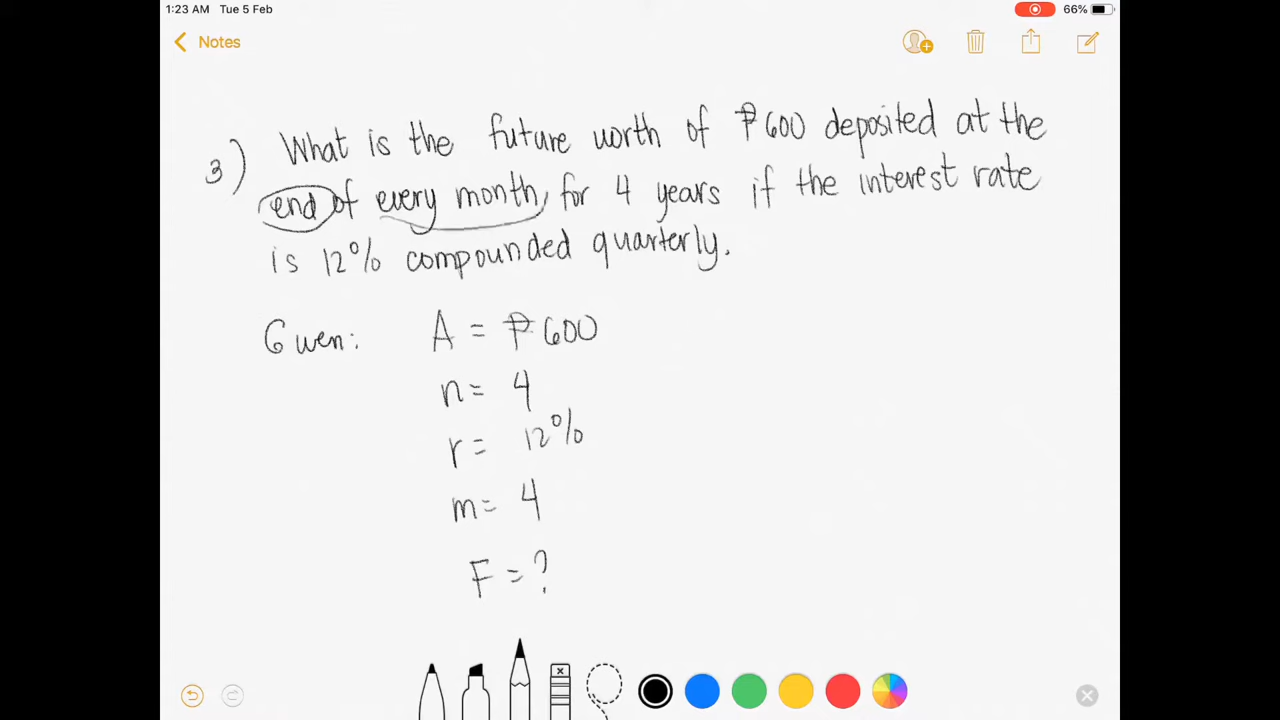 1:23 AM Tue 5 Feb 66%
Notes
3) What is the future worth of ₱600 deposited at the
end of every month, for 4 years if the interest rate
is 12% compounded quarterly.
Given: A = ₱600
n= 4
r= 12%
m= 4
F = ?